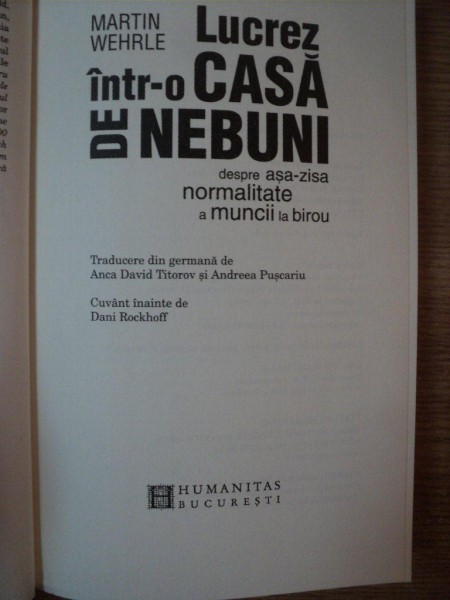 MARTIN
WEHRLE
Lucrez
într-o CASĂ
DE NEBUNI
despre așa-zisa
normalitate
a muncii la birou
Traducere din germană de
Anca David Titorov și Andreea Pușcariu
Cuvânt înainte de
Dani Rockhoff
HUMANITAS
BUCUREȘTI